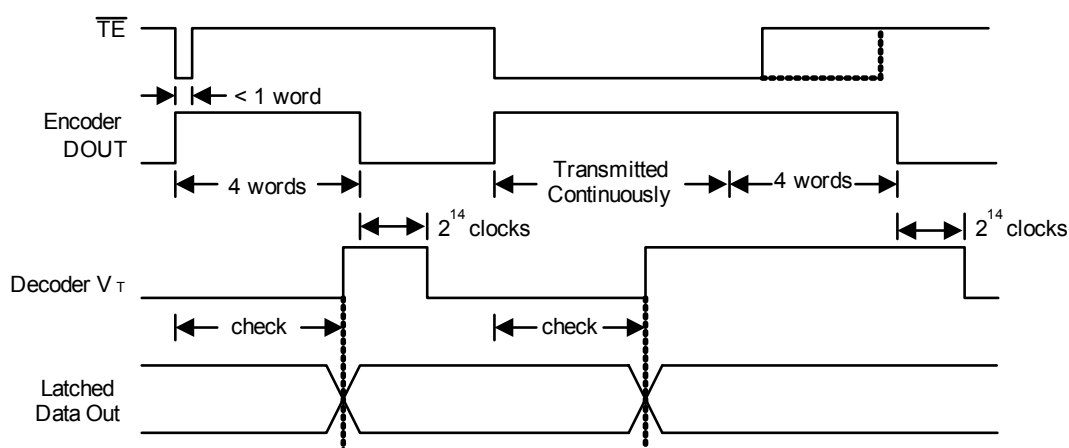 TE
< 1 word
Encoder
DOUT
4 words
Transmitted
Continuously
4 words
2^14 clocks
2^14 clocks
Decoder V T
check
check
Latched
Data Out